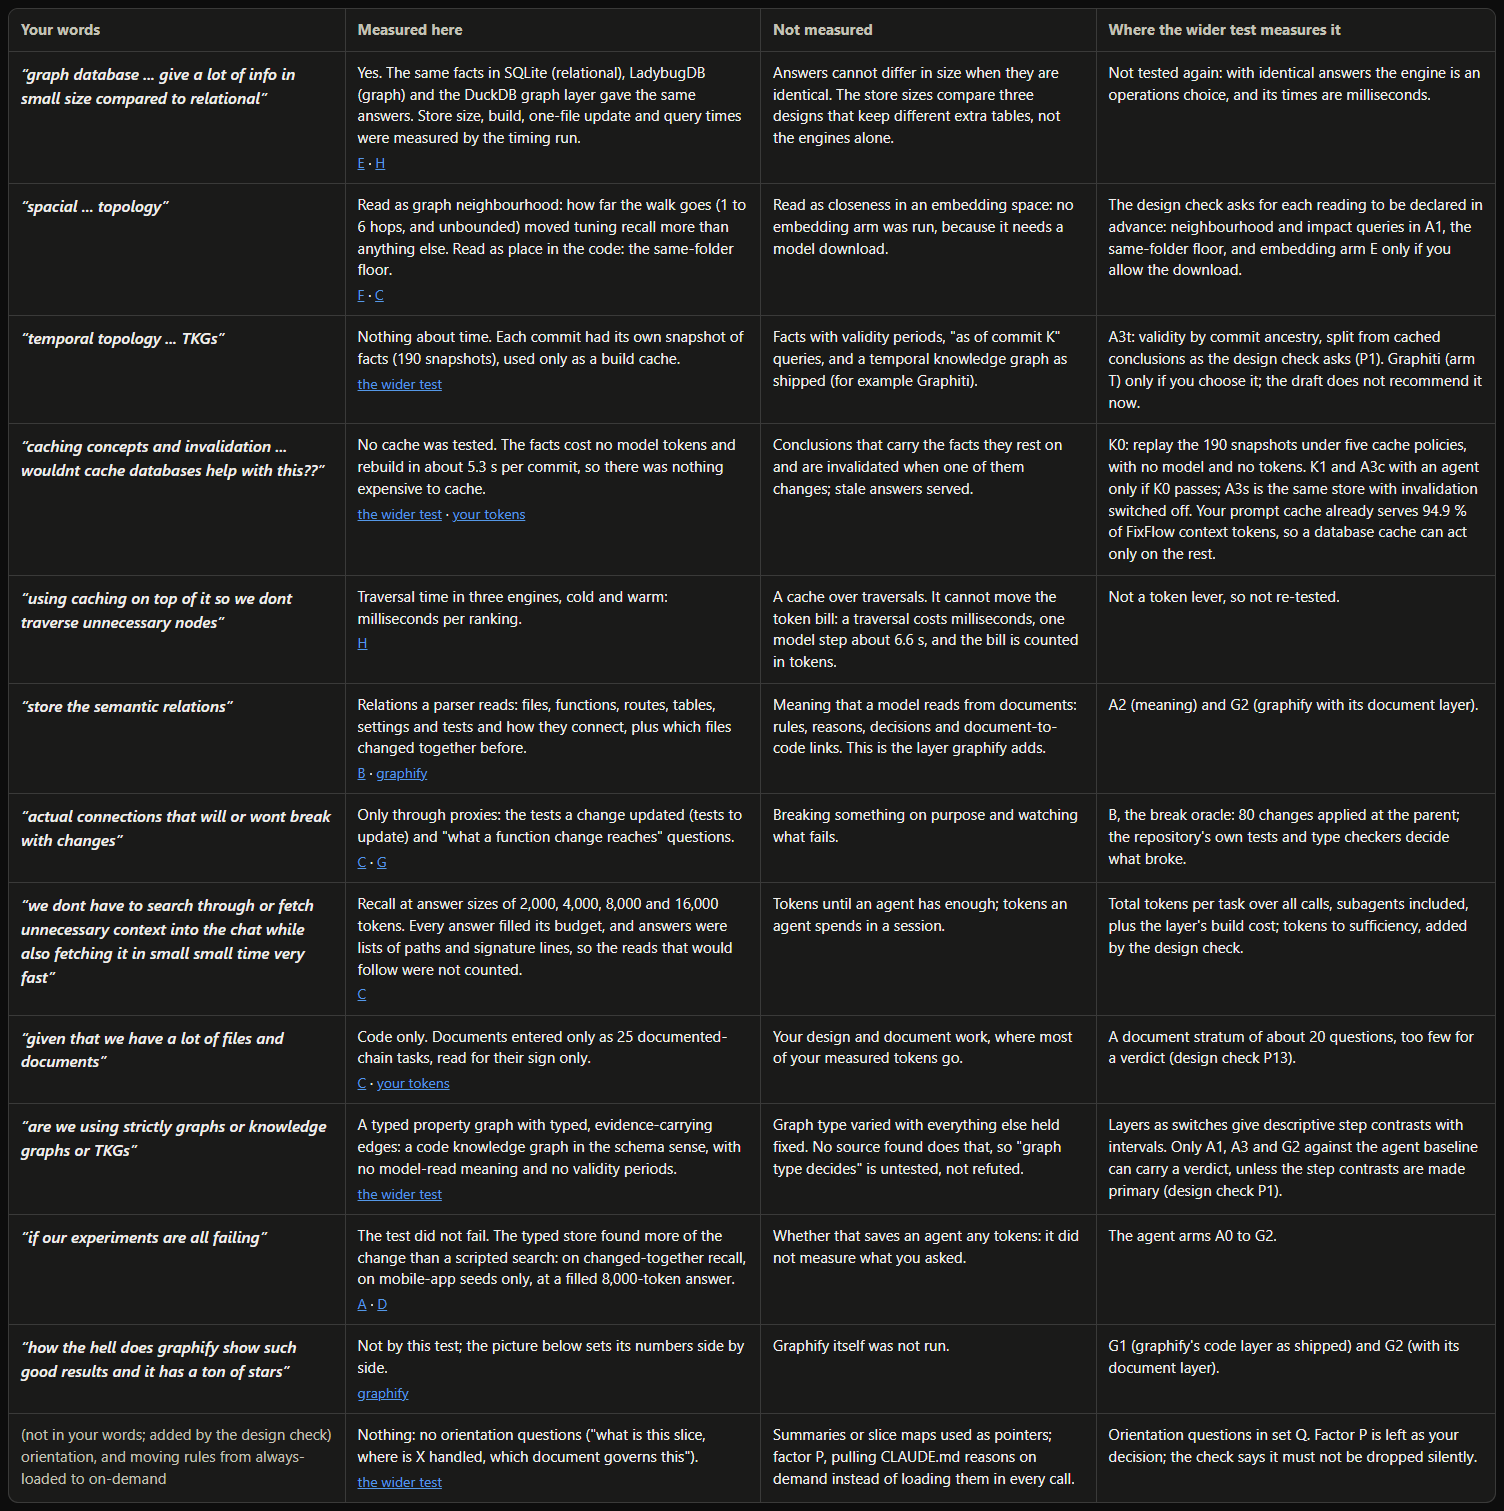 Your words
Measured here
Not measured
Where the wider test measures it
“graph database ... give a lot of info in
small size compared to relational”
Yes. The same facts in SQLite (relational), LadybugDB
(graph) and the DuckDB graph layer gave the same
answers. Store size, build, one-file update and query times
were measured by the timing run.
E · H
Answers cannot differ in size when they are
identical. The store sizes compare three
designs that keep different extra tables, not
the engines alone.
Not tested again: with identical answers the engine is an
operations choice, and its times are milliseconds.
“spacial ... topology”
Read as graph neighbourhood: how far the walk goes (1 to
6 hops, and unbounded) moved tuning recall more than
anything else. Read as place in the code: the same-folder
floor.
F · C
Read as closeness in an embedding space: no
embedding arm was run, because it needs a
model download.
The design check asks for each reading to be declared in
advance: neighbourhood and impact queries in A1, the
same-folder floor, and embedding arm E only if you
allow the download.
“temporal topology ... TKGs”
Nothing about time. Each commit had its own snapshot of
facts (190 snapshots), used only as a build cache.
the wider test
Facts with validity periods, "as of commit K"
queries, and a temporal knowledge graph as
shipped (for example Graphiti).
A3t: validity by commit ancestry, split from cached
conclusions as the design check asks (P1). Graphiti (arm
T) only if you choose it; the draft does not recommend it
now.
“caching concepts and invalidation ...
wouldnt cache databases help with this??”
No cache was tested. The facts cost no model tokens and
rebuild in about 5.3 s per commit, so there was nothing
expensive to cache.
the wider test · your tokens
Conclusions that carry the facts they rest on
and are invalidated when one of them
changes; stale answers served.
K0: replay the 190 snapshots under five cache policies,
with no model and no tokens. K1 and A3c with an agent
only if K0 passes; A3s is the same store with invalidation
switched off. Your prompt cache already serves 94.9 %
of FixFlow context tokens, so a database cache can act
only on the rest.
“using caching on top of it so we dont
traverse unnecessary nodes”
Traversal time in three engines, cold and warm:
milliseconds per ranking.
H
A cache over traversals. It cannot move the
token bill: a traversal costs milliseconds, one
model step about 6.6 s, and the bill is counted
in tokens.
Not a token lever, so not re-tested.
“store the semantic relations”
Relations a parser reads: files, functions, routes, tables,
settings and tests and how they connect, plus which files
changed together before.
B · graphify
Meaning that a model reads from documents:
rules, reasons, decisions and document-to-
code links. This is the layer graphify adds.
A2 (meaning) and G2 (graphify with its document layer).
“actual connections that will or wont break
with changes”
Only through proxies: the tests a change updated (tests to
update) and "what a function change reaches" questions.
C · G
Breaking something on purpose and watching
what fails.
B, the break oracle: 80 changes applied at the parent;
the repository's own tests and type checkers decide
what broke.
“we dont have to search through or fetch
unnecessary context into the chat while
also fetching it in small small time very
fast”
Recall at answer sizes of 2,000, 4,000, 8,000 and 16,000
tokens. Every answer filled its budget, and answers were
lists of paths and signature lines, so the reads that would
follow were not counted.
C
Tokens until an agent has enough; tokens an
agent spends in a session.
Total tokens per task over all calls, subagents included,
plus the layer's build cost; tokens to sufficiency, added
by the design check.
“given that we have a lot of files and
documents”
Code only. Documents entered only as 25 documented-
chain tasks, read for their sign only.
C · your tokens
Your design and document work, where most
of your measured tokens go.
A document stratum of about 20 questions, too few for
a verdict (design check P13).
“are we using strictly graphs or knowledge
graphs or TKGs”
A typed property graph with typed, evidence-carrying
edges: a code knowledge graph in the schema sense, with
no model-read meaning and no validity periods.
the wider test
Graph type varied with everything else held
fixed. No source found does that, so "graph
type decides" is untested, not refuted.
Layers as switches give descriptive step contrasts with
intervals. Only A1, A3 and G2 against the agent baseline
can carry a verdict, unless the step contrasts are made
primary (design check P1).
“if our experiments are all failing”
The test did not fail. The typed store found more of the
change than a scripted search: on changed-together recall,
on mobile-app seeds only, at a filled 8,000-token answer.
A · D
Whether that saves an agent any tokens: it did
not measure what you asked.
The agent arms A0 to G2.
“how the hell does graphify show such
good results and it has a ton of stars”
Not by this test; the picture below sets its numbers side by
side.
graphify
Graphify itself was not run.
G1 (graphify's code layer as shipped) and G2 (with its
document layer).
(not in your words; added by the design check)
orientation, and moving rules from always-
loaded to on-demand
Nothing: no orientation questions ("what is this slice,
where is X handled, which document governs this").
the wider test
Summaries or slice maps used as pointers;
factor P, pulling CLAUDE.md reasons on
demand instead of loading them in every call.
Orientation questions in set Q. Factor P is left as your
decision; the check says it must not be dropped silently.